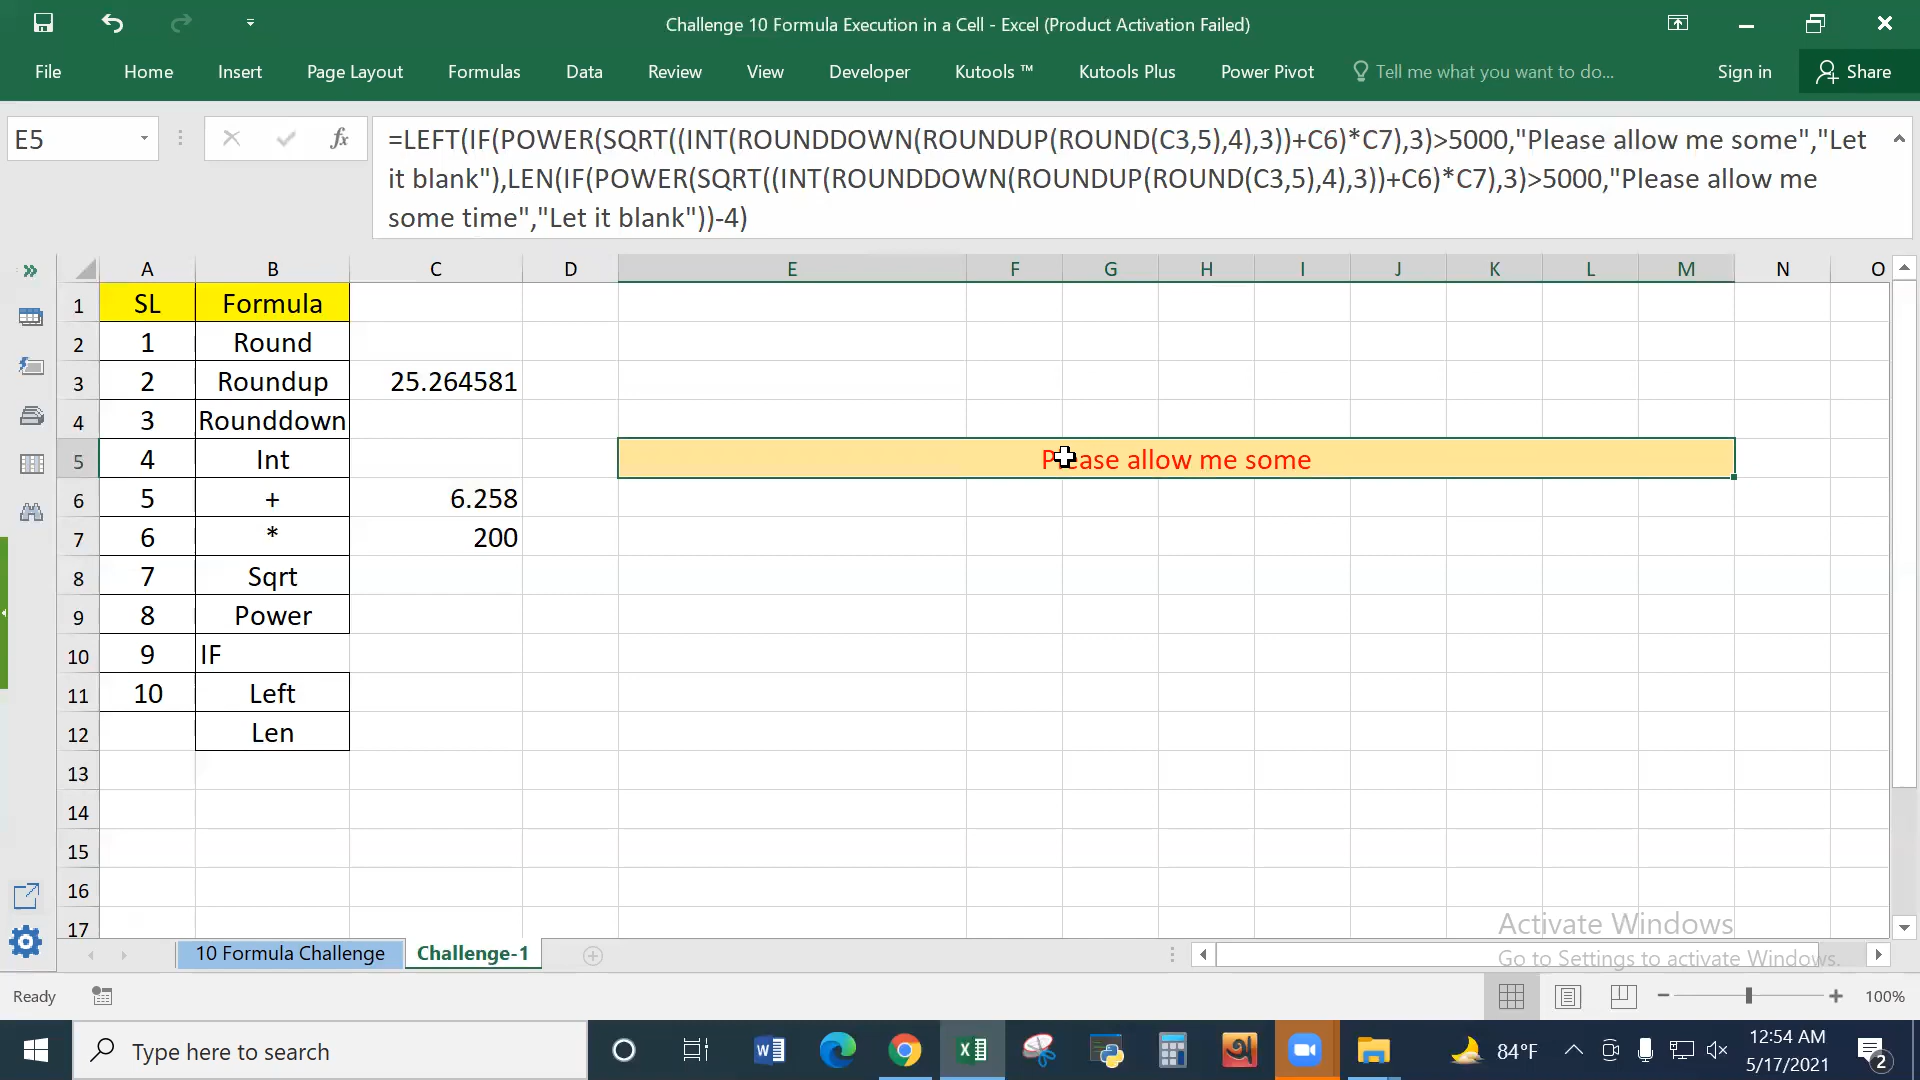 Challenge 10 Formula Execution in a Cell - Excel (Product Activation Failed)
File Home Insert Page Layout Formulas Data Review View Developer Kutools ™ Kutools Plus Power Pivot Tell me what you want to do... Sign in Share
E5 fx =LEFT(IF(POWER(SQRT((INT(ROUNDDOWN(ROUNDUP(ROUND(C3,5),4),3))+C6)*C7),3)>5000,"Please allow me some","Let
it blank"),LEN(IF(POWER(SQRT((INT(ROUNDDOWN(ROUNDUP(ROUND(C3,5),4),3))+C6)*C7),3)>5000,"Please allow me
some time","Let it blank"))-4)
A B C D E F G H I J K L M N O
1 SL Formula
2 1 Round
3 2 Roundup 25.264581
4 3 Rounddown
5 4 Int Please allow me some
6 5 + 6.258
7 6 * 200
8 7 Sqrt
9 8 Power
10 9 IF
11 10 Left
12 Len
13
14
15
16
17
Activate Windows
Go to Settings to activate Windows.
10 Formula Challenge Challenge-1
Ready 100%
Type here to search 84°F 12:54 AM
5/17/2021 2